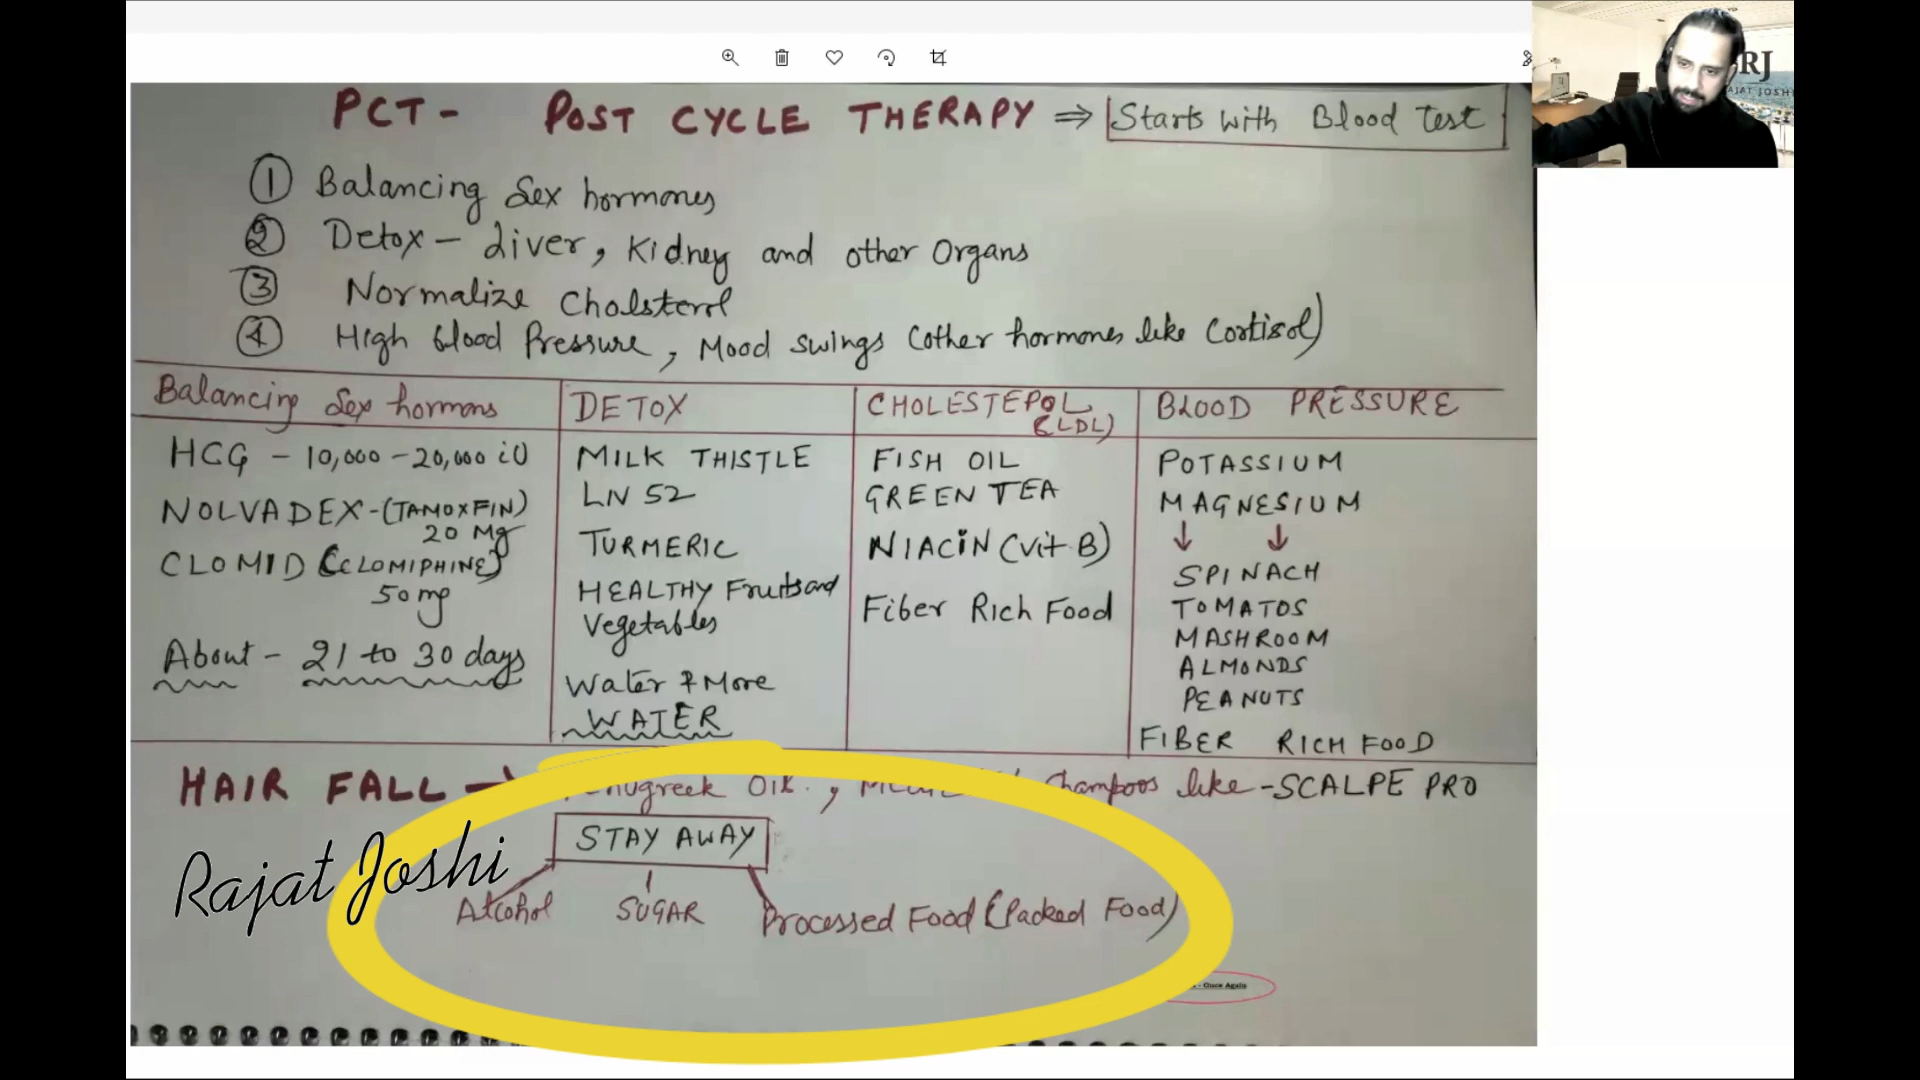 PCT - POST CYCLE THERAPY ⇒ Starts with Blood test
① Balancing Sex hormones
② Detox - Liver, Kidney and other Organs
③ Normalize Cholsterol
④ High blood Pressure, Mood swings (other hormones like Cortisol)
Balancing Sex hormons
HCG - 10,000 - 20,000 iU
NOLVADEX - (TAMOXFIN)
20 Mg
CLOMID (CLOMIPHINE)
50 mg
About - 21 to 30 days
DETOX
MILK THISTLE
LN 52
TURMERIC
HEALTHY Fruits and
Vegetables
Water & More
WATER
CHOLESTEROL
(LDL)
FISH OIL
GREEN TEA
NIACIN (Vit B)
Fiber Rich Food
BLOOD PRESSURE
POTASSIUM
MAGNESIUM
↓ ↓
SPINACH
TOMATOS
MASHROOM
ALMONDS
PEANUTS
FIBER RICH FOOD
HAIR FALL → OIL, like - SCALPE PRO
STAY AWAY
Alcohol SUGAR Processed Food (Packed Food)
Rajat Joshi
- Once Again
RJ